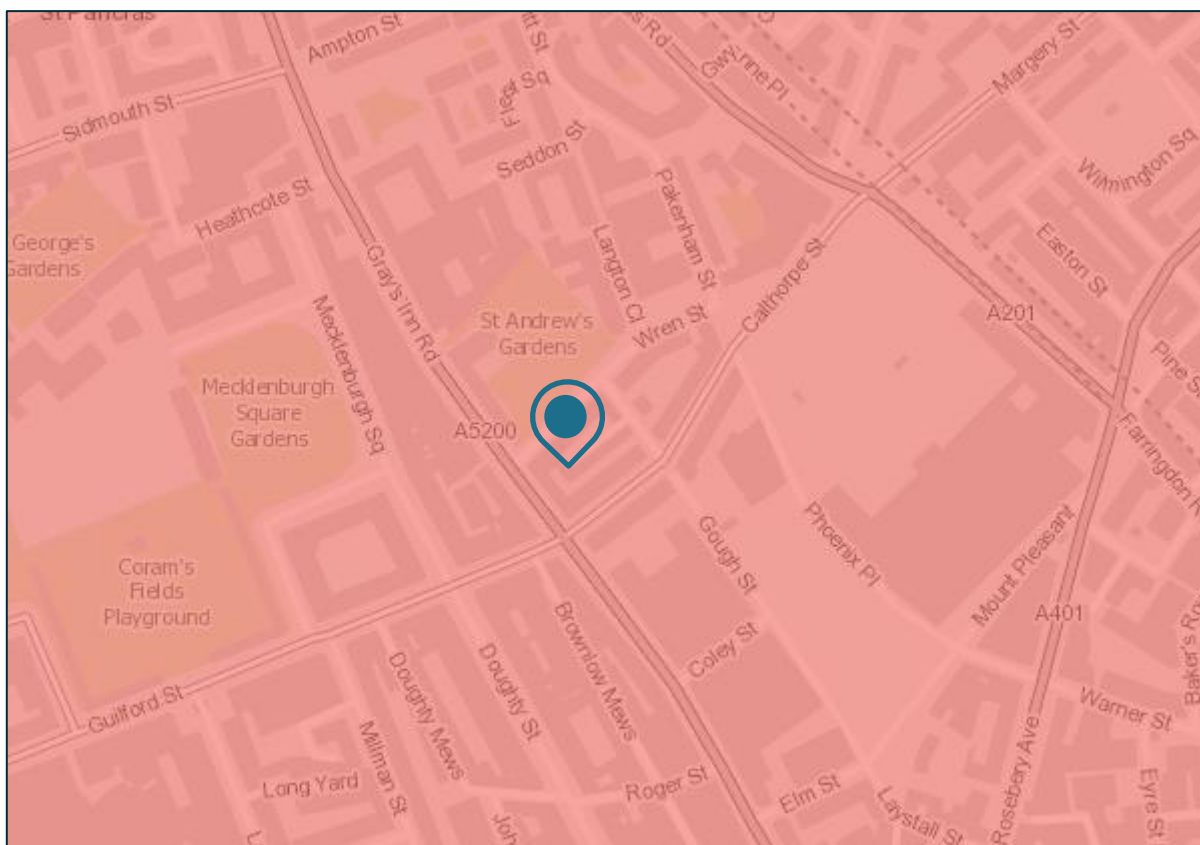 St Pancras
Ampton St
Gwynne Pl
Margery St
Sidmouth St
Fleet Sq
Seddon St
Wilmington Sq
Heathcote St
Pakenham St
George's
Gardens
Gray's Inn Rd
Langton Cl
Calthorpe St
Easton St
Mecklenburgh Sq
St Andrew's
Gardens
Wren St
A201
Pine St
Mecklenburgh
Square
Gardens
A5200
Farringdon R
Coram's
Fields
Playground
Gough St
Phoenix Pl
Mount Pleasant
A401
Brownlow Mews
Coley St
Doughty St
Doughty Mews
Guilford St
Millman St
Warner St
Baker's Ro
Long Yard
Roger St
Elm St
Laystall St
Rosebery Ave
Eyre St
Joh